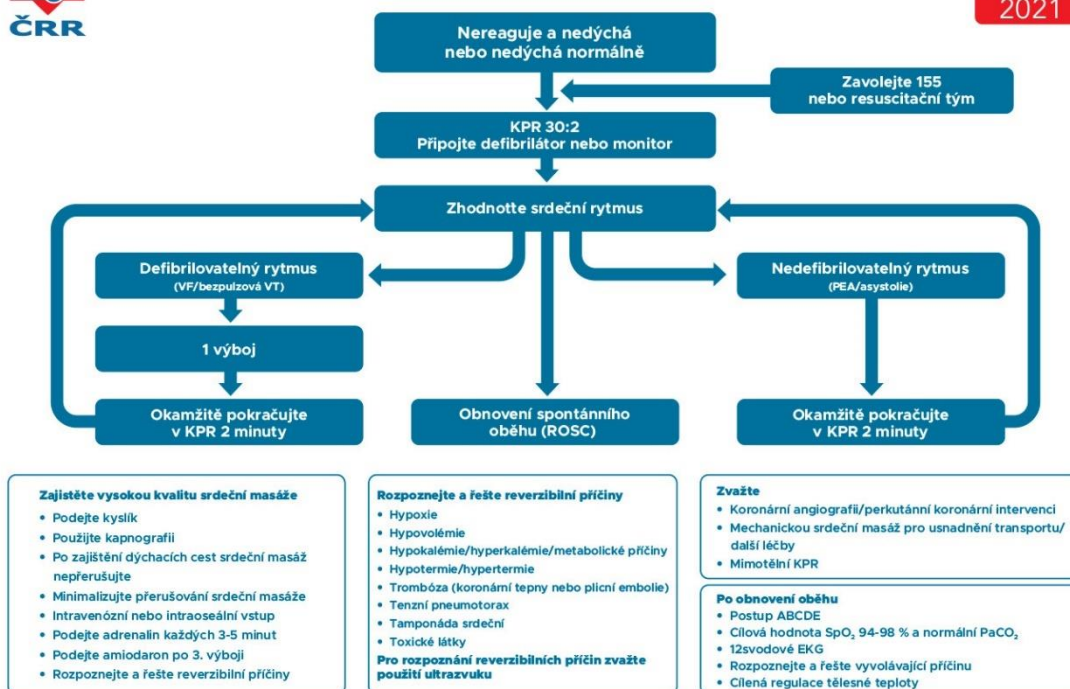 ČRR
2021
Nereaguje a nedýchá
nebo nedýchá normálně
Zavolejte 155
nebo resuscitační tým
KPR 30:2
Připojte defibrilátor nebo monitor
Zhodnoťte srdeční rytmus
Defibrilovatelný rytmus
(VF/bezpulzová VT)
Nedefibrilovatelný rytmus
(PEA/asystolie)
1 výboj
Okamžitě pokračujte
v KPR 2 minuty
Obnovení spontánního
oběhu (ROSC)
Okamžitě pokračujte
v KPR 2 minuty
Zajistěte vysokou kvalitu srdeční masáže
• Podejte kyslík
• Použijte kapnografii
• Po zajištění dýchacích cest srdeční masáž
nepřerušujte
• Minimalizujte přerušování srdeční masáže
• Intravenózní nebo intraoseální vstup
• Podejte adrenalin každých 3-5 minut
• Podejte amiodaron po 3. výboji
• Rozpoznejte a řešte reverzibilní příčiny
Rozpoznejte a řešte reverzibilní příčiny
• Hypoxie
• Hypovolémie
• Hypokalémie/hyperkalémie/metabolické příčiny
• Hypotermie/hypertermie
• Trombóza (koronární tepny nebo plicní embolie)
• Tenzní pneumotorax
• Tamponáda srdeční
• Toxické látky
Pro rozpoznání reverzibilních příčin zvažte
použití ultrazvuku
Zvažte
• Koronární angiografii/perkutánní koronární intervenci
• Mechanickou srdeční masáž pro usnadnění transportu/
další léčby
• Mimotělní KPR
Po obnovení oběhu
• Postup ABCDE
• Cílová hodnota SpO₂ 94-98 % a normální PaCO₂
• 12svodové EKG
• Rozpoznejte a řešte vyvolávající příčinu
• Cílená regulace tělesné teploty